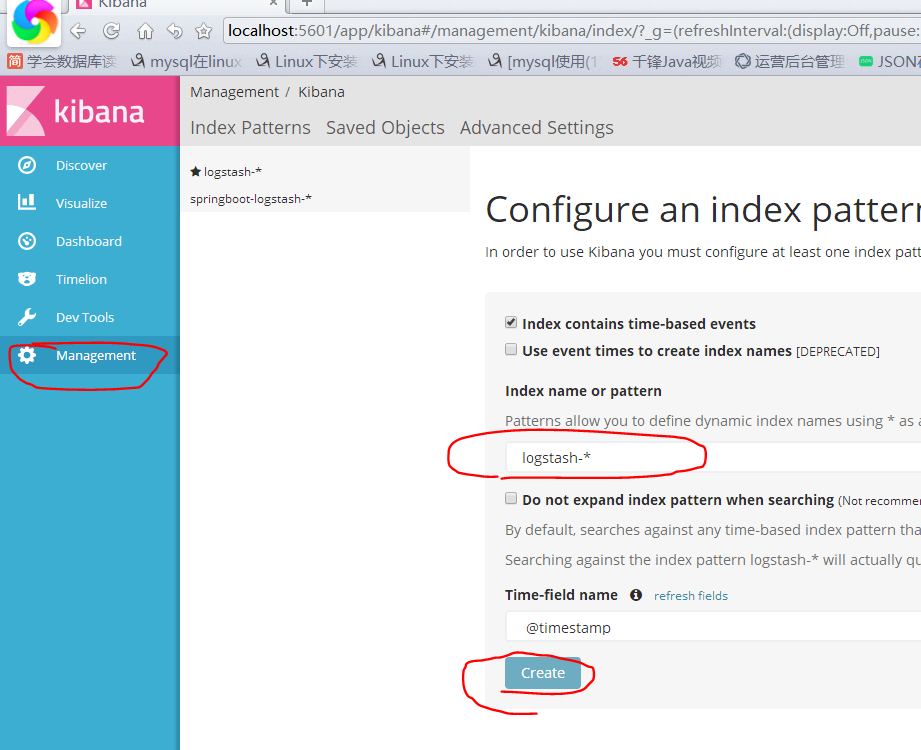 Kibana
localhost:5601/app/kibana#/management/kibana/index/?_g=(refreshInterval:(display:Off,pause:
简 学会数据库读 mysql在linux Linux下安装 Linux下安装 [mysql使用(1 56 千锋Java视频 运营后台管理 JSON在
kibana
Management / Kibana
Index Patterns Saved Objects Advanced Settings
Discover
Visualize
Dashboard
Timelion
Dev Tools
Management
logstash-*
springboot-logstash-*
Configure an index pattern
In order to use Kibana you must configure at least one index patt
Index contains time-based events
Use event times to create index names [DEPRECATED]
Index name or pattern
Patterns allow you to define dynamic index names using * as a
logstash-*
Do not expand index pattern when searching (Not recommen
By default, searches against any time-based index pattern tha
Searching against the index pattern logstash-* will actually qu
Time-field name refresh fields
@timestamp
Create